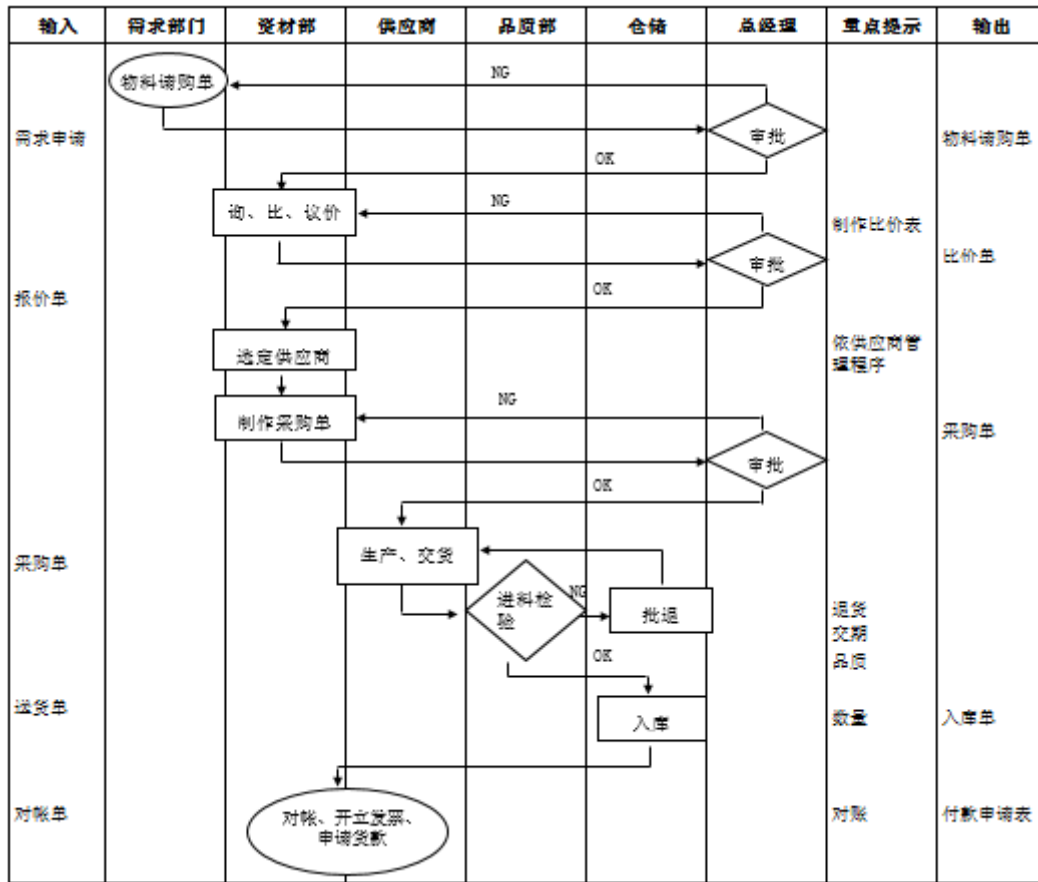 输入 需求部门 资材部 供应商 品质部 仓储 总经理 重点提示 输出
NG
物料请购单
需求申请
审批
物料请购单
OK
询、比、议价
NG
制作比价表
审批
比价单
报价单
OK
选定供应商
依供应商管
理程序
制作采购单
NG
采购单
审批
OK
采购单
生产、交货
进料检
验
NG
批退
退货
交期
品质
OK
送货单
入库
数量
入库单
对帐单
对帐、开立发票、
申请货款
对账
付款申请表